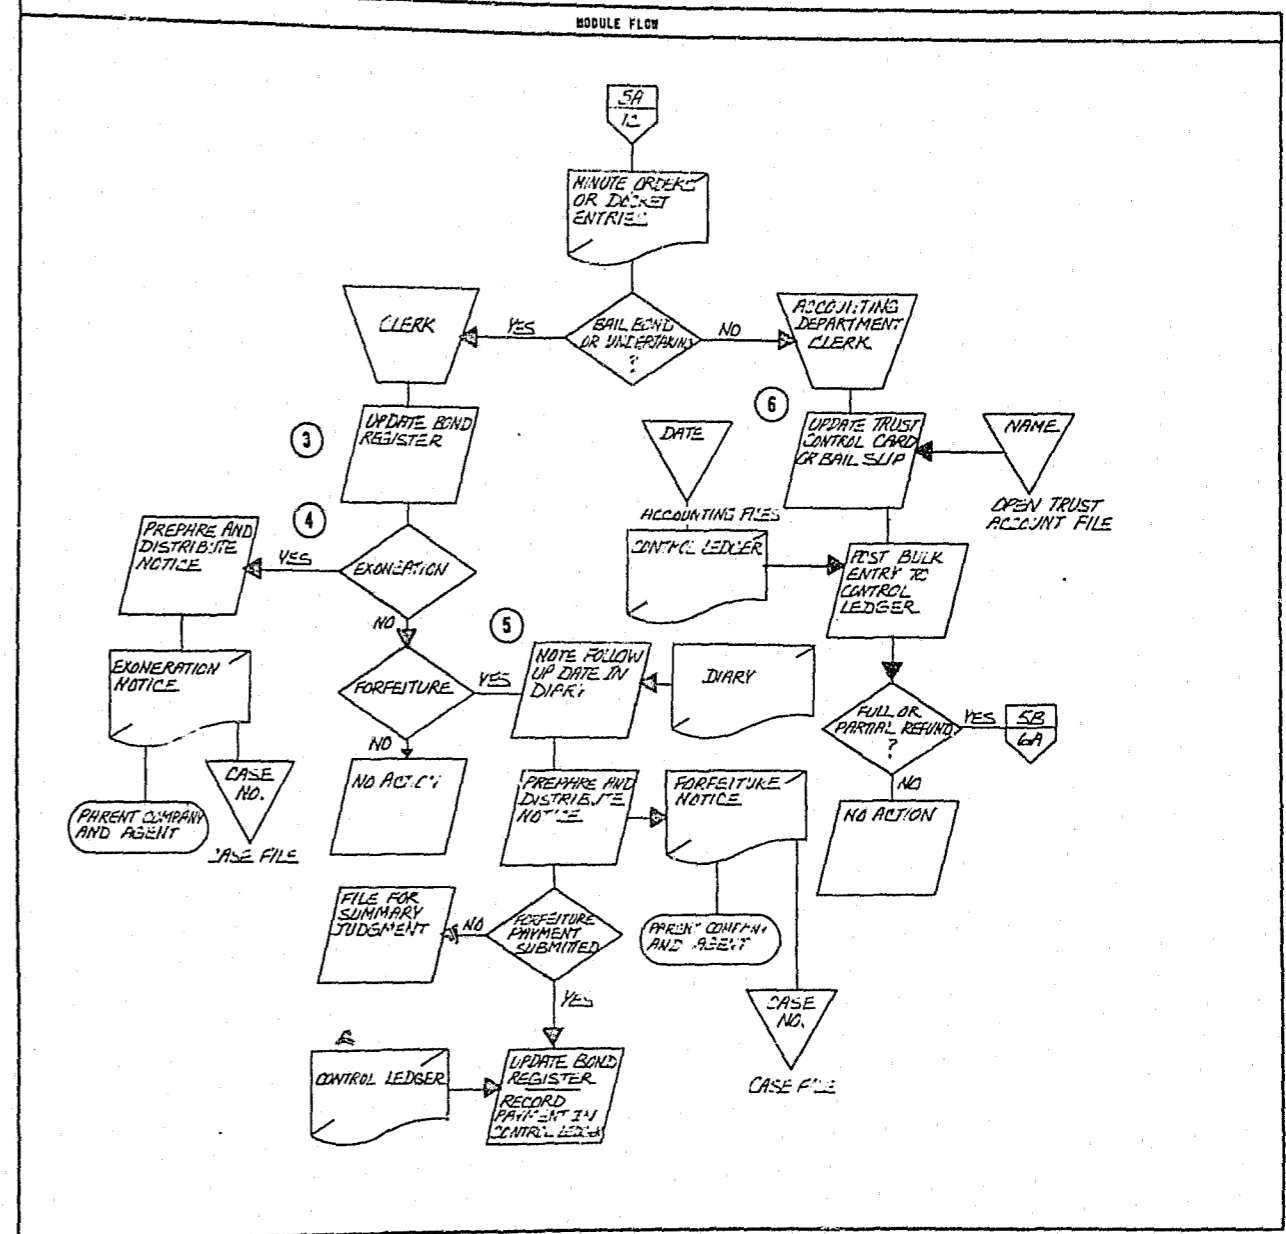 MODULE FLOW
5A
MINUTE ORDERS
OR DOCKET
ENTRIES
CLERK
YES
BAIL BOND
OR UNDERTAKING
?
NO
ACCOUNTING
DEPARTMENT
CLERK
3
UPDATE BOND
REGISTER
6
DATE
UPDATE TRUST
CONTROL CARD
OR BAIL SLIP
NAME
OPEN TRUST
ACCOUNT FILE
ACCOUNTING FILES
CONTROL LEDGER
POST BULK
ENTRY TO
CONTROL
LEDGER
4
PREPARE AND
DISTRIBUTE
NOTICE
YES
EXONERATION
NO
5
EXONERATION
NOTICE
FORFEITURE
YES
NOTE FOLLOW
UP DATE IN
DIARY
DIARY
FULL OR
PARTIAL REFUND
?
YES
5B
6A
NO
NO ACTION
NO
NO ACTION
CASE
NO.
CASE FILE
PARENT COMPANY
AND AGENT
PREPARE AND
DISTRIBUTE
NOTICE
FORFEITURE
NOTICE
PARENT COMPANY
AND AGENT
CASE
NO.
CASE FILE
FILE FOR
SUMMARY
JUDGMENT
NO
FORFEITURE
PAYMENT
SUBMITTED
YES
CONTROL LEDGER
UPDATE BOND
REGISTER
RECORD
PAYMENT IN
CONTROL LEDGER